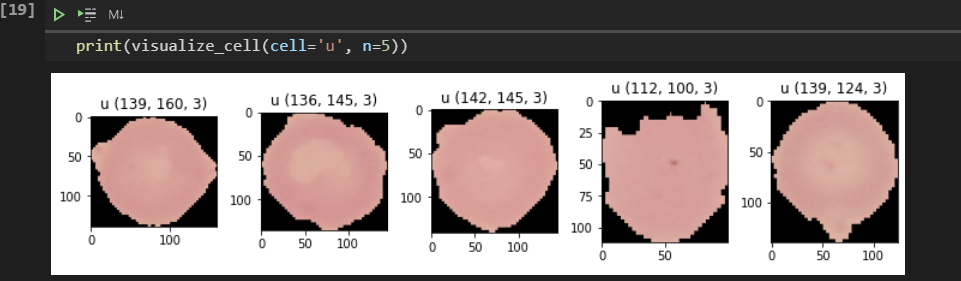 [19]
M↓
print(visualize_cell(cell='u', n=5))
u (139, 160, 3)
0
50
100
0 100
u (136, 145, 3)
0
50
100
0 50 100
u (142, 145, 3)
0
50
100
0 50 100
u (112, 100, 3)
0
25
50
75
100
0 50
u (139, 124, 3)
0
50
100
0 50 100